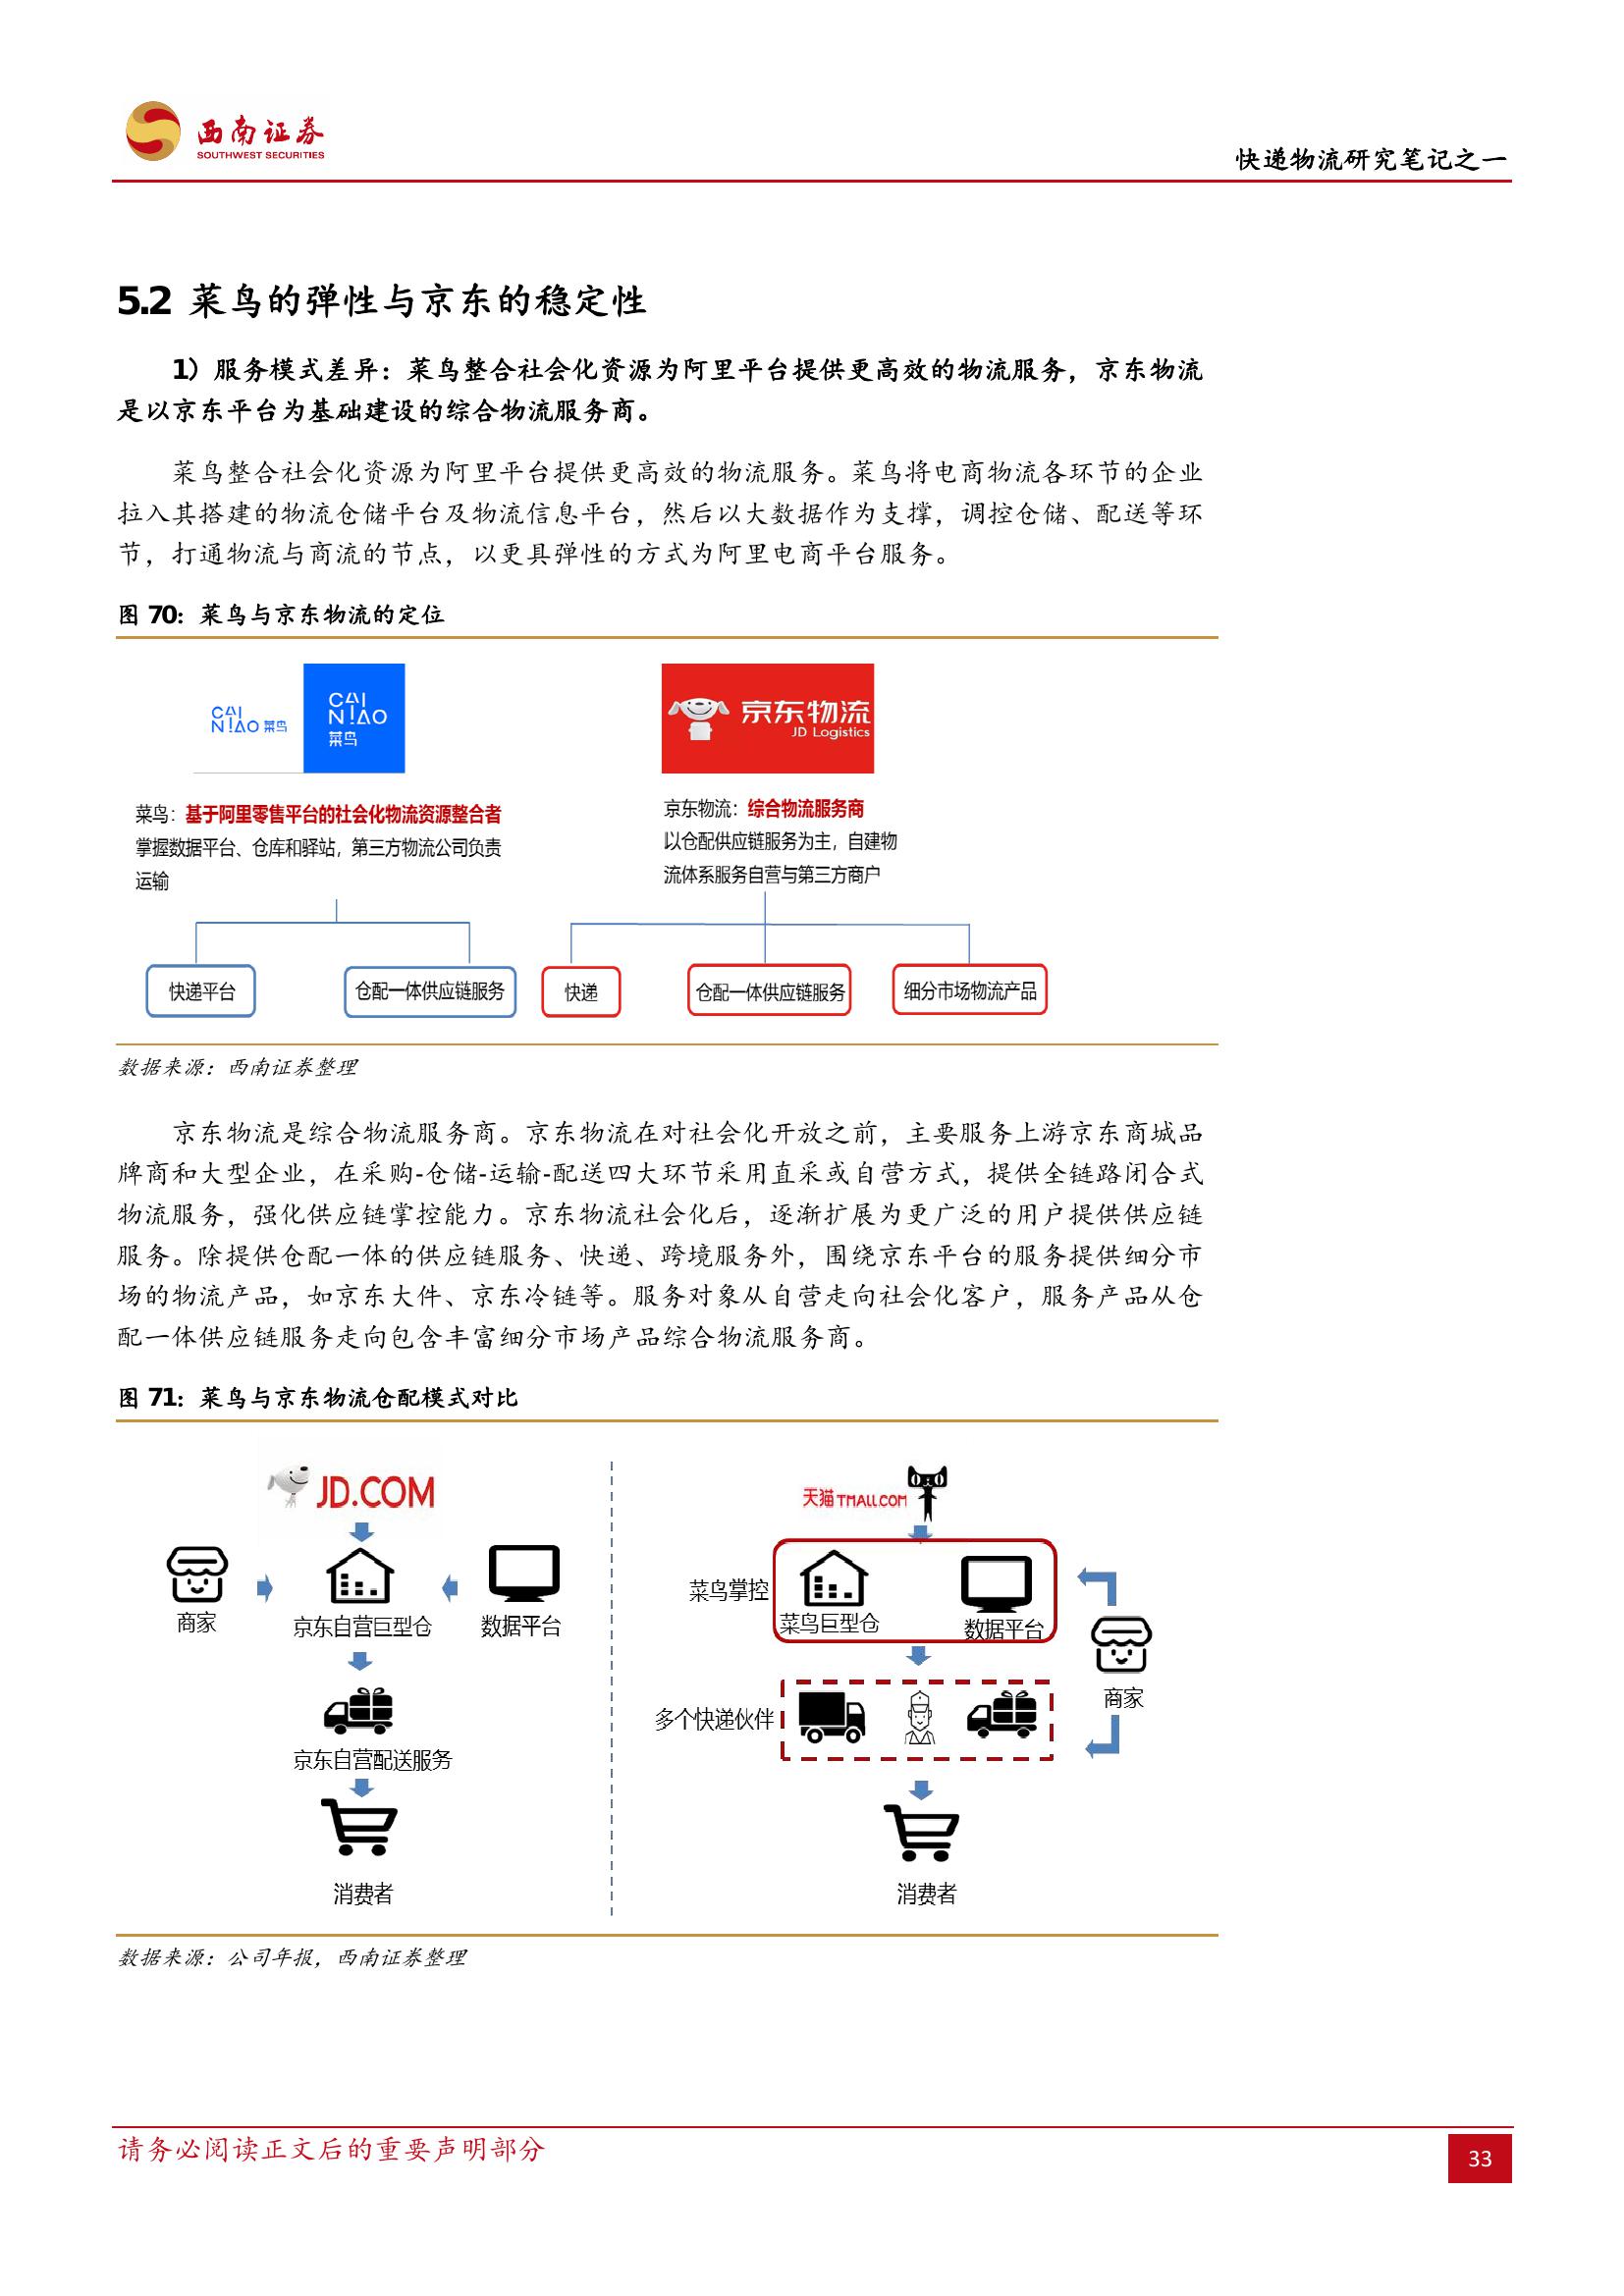 西南证券
SOUTHWEST SECURITIES
快递物流研究笔记之一
5.2 菜鸟的弹性与京东的稳定性
1）服务模式差异：菜鸟整合社会化资源为阿里平台提供更高效的物流服务，京东物流
是以京东平台为基础建设的综合物流服务商。
菜鸟整合社会化资源为阿里平台提供更高效的物流服务。菜鸟将电商物流各环节的企业
拉入其搭建的物流仓储平台及物流信息平台，然后以大数据作为支撑，调控仓储、配送等环
节，打通物流与商流的节点，以更具弹性的方式为阿里电商平台服务。
图 70：菜鸟与京东物流的定位
CAI
NIAO 菜鸟
CAI
NIAO
菜鸟
京东物流
JD Logistics
菜鸟：基于阿里零售平台的社会化物流资源整合者
掌握数据平台、仓库和驿站，第三方物流公司负责
运输
京东物流：综合物流服务商
以仓配供应链服务为主，自建物
流体系服务自营与第三方商户
快递平台
仓配一体供应链服务
快递
仓配一体供应链服务
细分市场物流产品
数据来源：西南证券整理
京东物流是综合物流服务商。京东物流在对社会化开放之前，主要服务上游京东商城品
牌商和大型企业，在采购-仓储-运输-配送四大环节采用直采或自营方式，提供全链路闭合式
物流服务，强化供应链掌控能力。京东物流社会化后，逐渐扩展为更广泛的用户提供供应链
服务。除提供仓配一体的供应链服务、快递、跨境服务外，围绕京东平台的服务提供细分市
场的物流产品，如京东大件、京东冷链等。服务对象从自营走向社会化客户，服务产品从仓
配一体供应链服务走向包含丰富细分市场产品综合物流服务商。
图 71：菜鸟与京东物流仓配模式对比
JD.COM
商家
京东自营巨型仓
数据平台
京东自营配送服务
消费者
天猫 TMALL.COM
菜鸟掌控
菜鸟巨型仓
数据平台
商家
多个快递伙伴
消费者
数据来源：公司年报，西南证券整理
请务必阅读正文后的重要声明部分
33